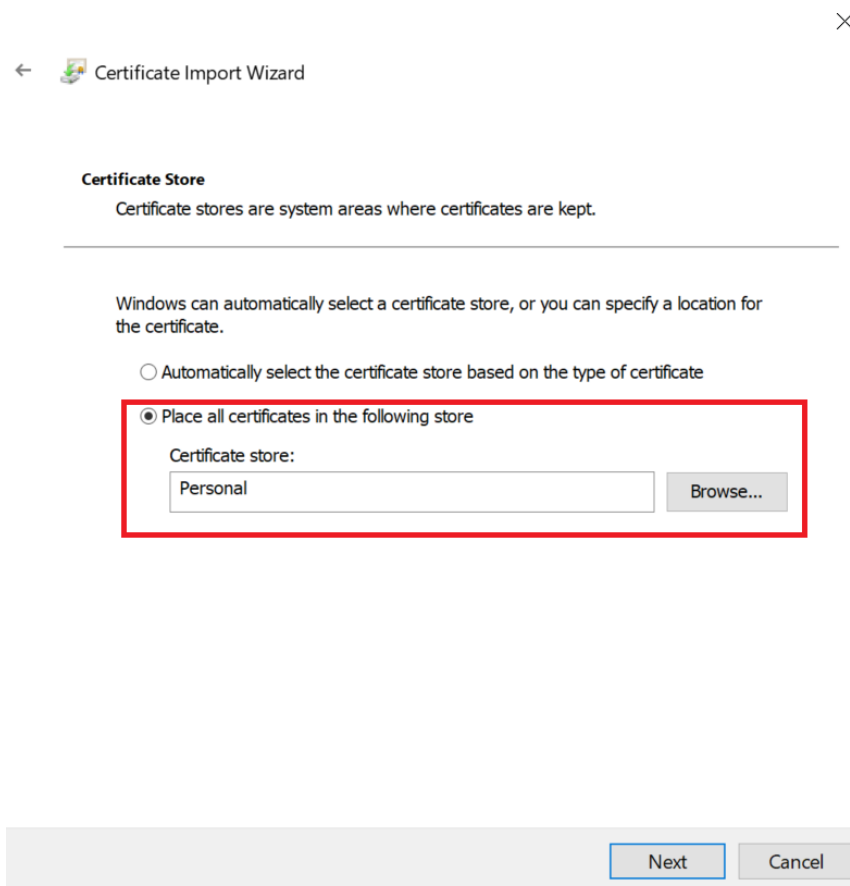 Certificate Import Wizard
Certificate Store
Certificate stores are system areas where certificates are kept.
Windows can automatically select a certificate store, or you can specify a location for
the certificate.
Automatically select the certificate store based on the type of certificate
Place all certificates in the following store
Certificate store:
Personal
Browse...
Next
Cancel